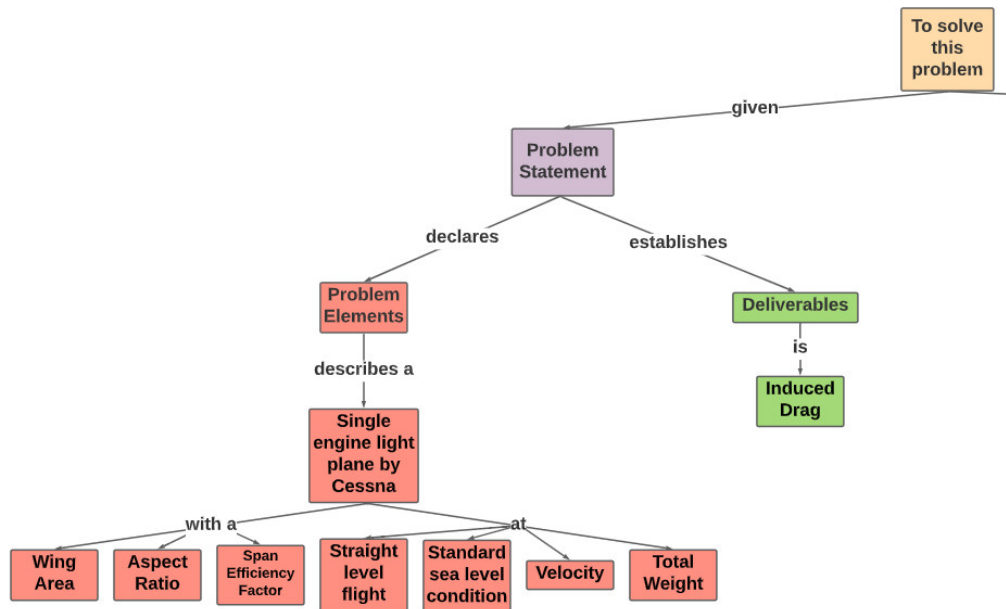 To solve
this
problem
given
Problem
Statement
declares
establishes
Problem
Elements
Deliverables
describes a
is
Induced
Drag
Single
engine light
plane by
Cessna
with a
at
Wing
Area
Aspect
Ratio
Span
Efficiency
Factor
Straight
level
flight
Standard
sea level
condition
Velocity
Total
Weight